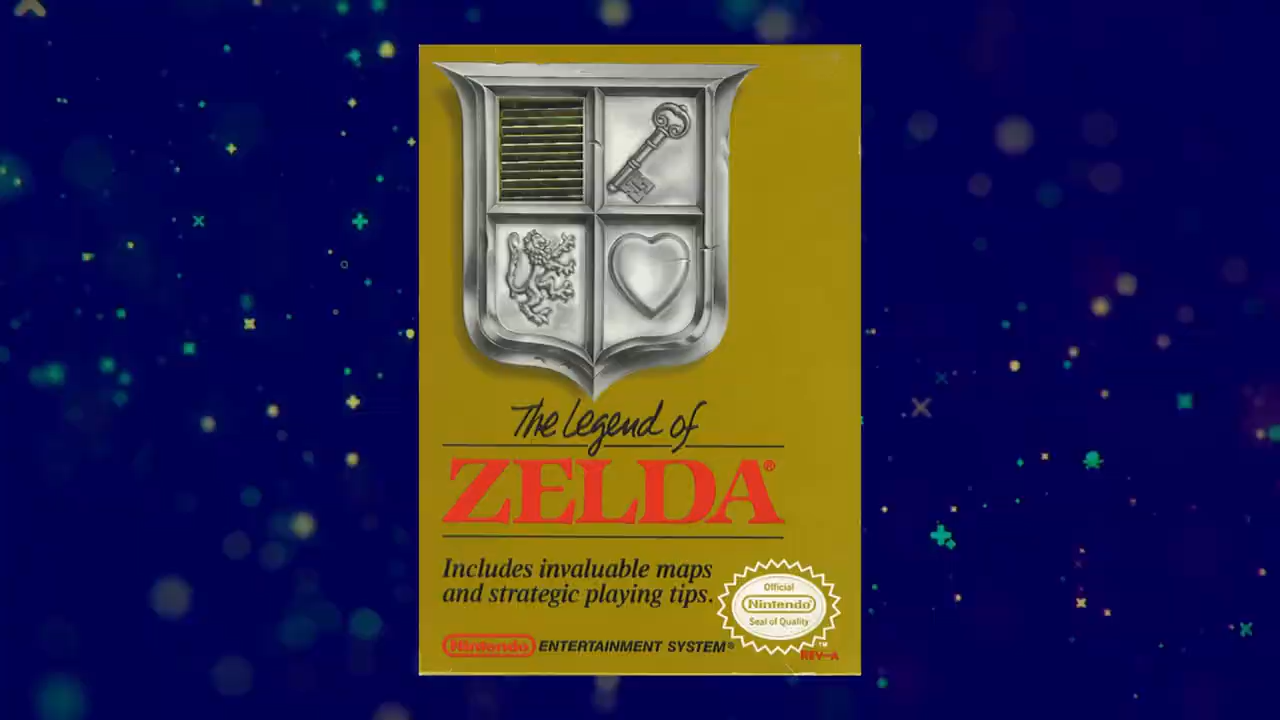 The Legend of
ZELDA®
Includes invaluable maps
and strategic playing tips.
Official
Nintendo®
Seal of Quality
Nintendo® ENTERTAINMENT SYSTEM®
™
REV-A